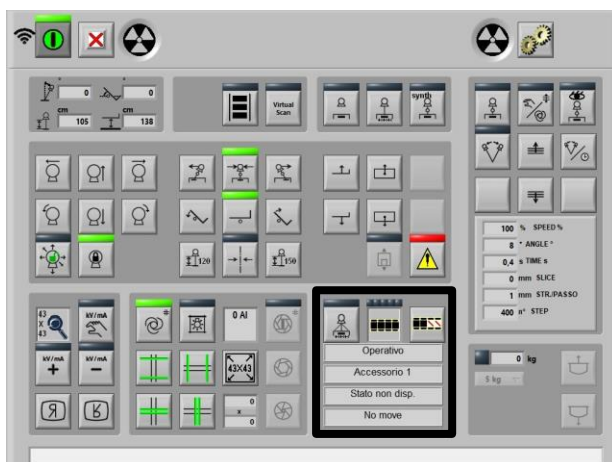 ° °
0 0
cm cm
105 138
Virtual
Scan
synth
120
150
100 % SPEED %
8 ° ANGLE °
0,4 s TIME s
0 mm SLICE
1 mm STR./PASSO
400 n° STEP
43
X
43
kV/mA
0 Al
kV/mA
+
kV/mA
−
43X43
R
R
0
x
0
Operativo
Accessorio 1
Stato non disp.
No move
0 kg
5 kg